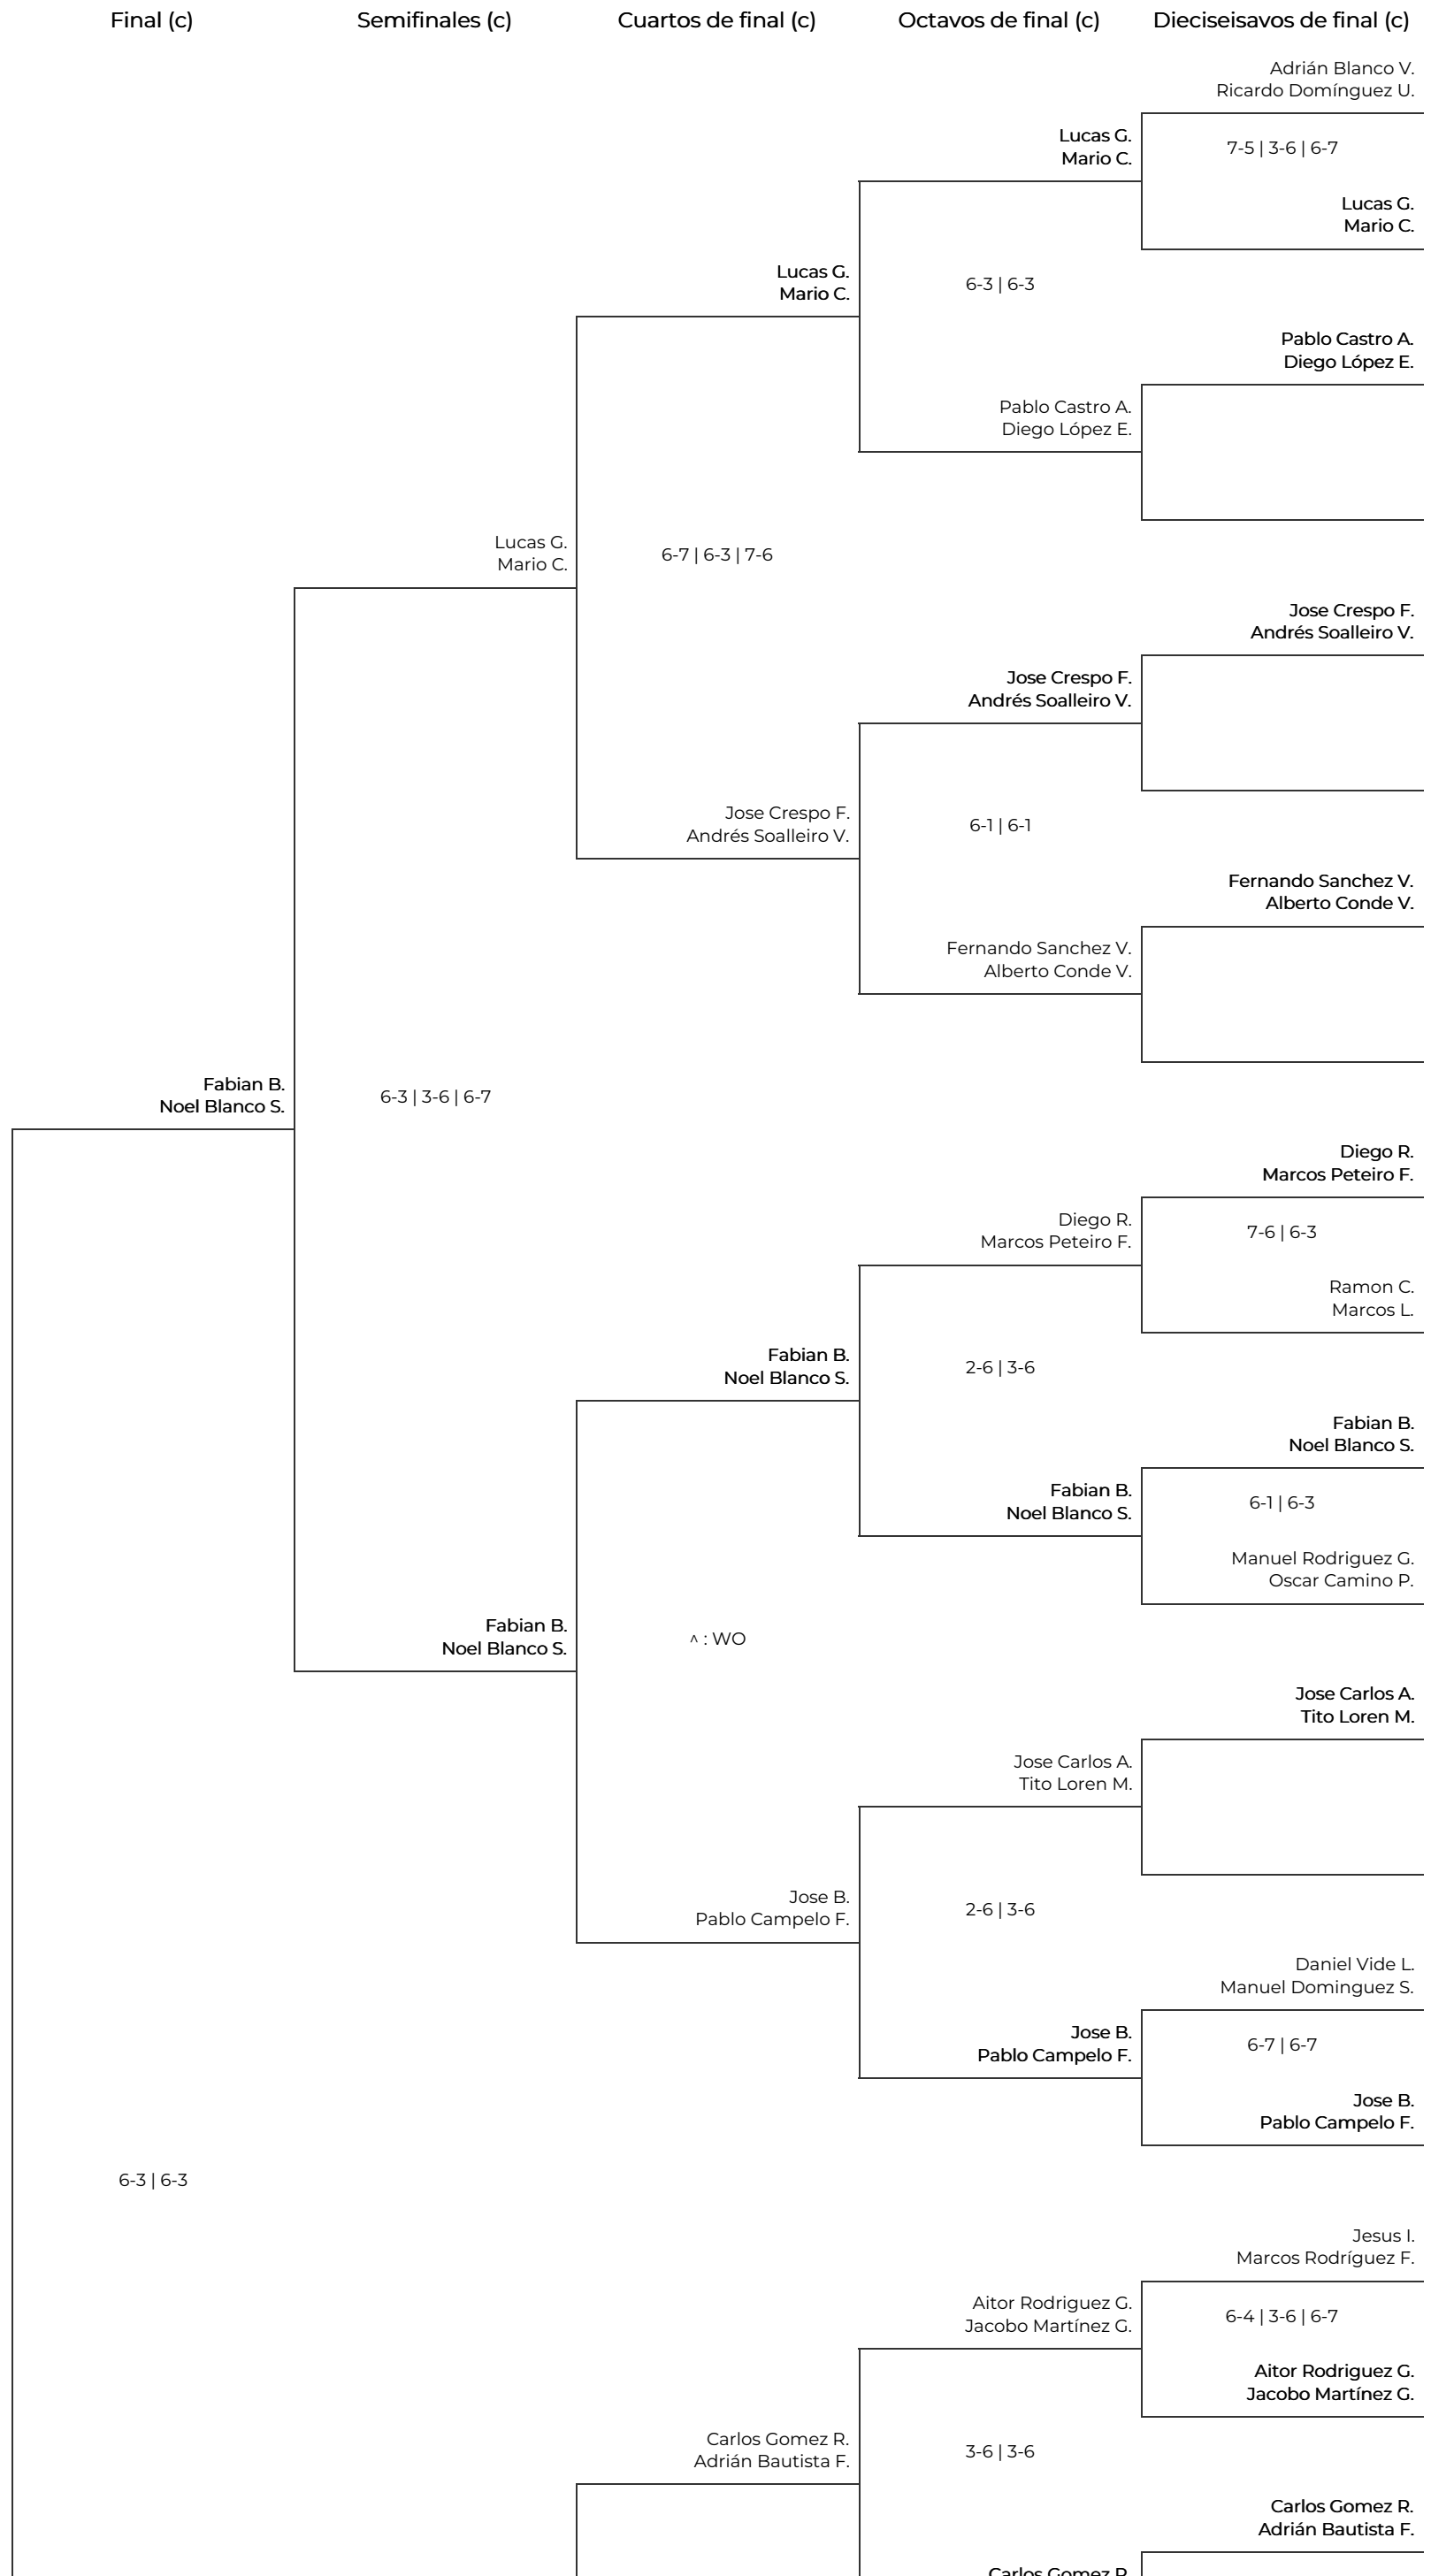 Final (c)
Semifinales (c)
Cuartos de final (c)
Octavos de final (c)
Dieciseisavos de final (c)
Adrián Blanco V.
Ricardo Domínguez U.
Lucas G.
Mario C.
7-5 | 3-6 | 6-7
Lucas G.
Mario C.
Lucas G.
Mario C.
6-3 | 6-3
Pablo Castro A.
Diego López E.
Pablo Castro A.
Diego López E.
Lucas G.
Mario C.
6-7 | 6-3 | 7-6
Jose Crespo F.
Andrés Soalleiro V.
Jose Crespo F.
Andrés Soalleiro V.
Jose Crespo F.
Andrés Soalleiro V.
6-1 | 6-1
Fernando Sanchez V.
Alberto Conde V.
Fernando Sanchez V.
Alberto Conde V.
Fabian B.
Noel Blanco S.
6-3 | 3-6 | 6-7
Diego R.
Marcos Peteiro F.
Diego R.
Marcos Peteiro F.
7-6 | 6-3
Ramon C.
Marcos L.
Fabian B.
Noel Blanco S.
2-6 | 3-6
Fabian B.
Noel Blanco S.
Fabian B.
Noel Blanco S.
6-1 | 6-3
Manuel Rodriguez G.
Oscar Camino P.
Fabian B.
Noel Blanco S.
^ : WO
Jose Carlos A.
Tito Loren M.
Jose Carlos A.
Tito Loren M.
Jose B.
Pablo Campelo F.
2-6 | 3-6
Daniel Vide L.
Manuel Dominguez S.
Jose B.
Pablo Campelo F.
6-7 | 6-7
Jose B.
Pablo Campelo F.
6-3 | 6-3
Jesus I.
Marcos Rodríguez F.
Aitor Rodriguez G.
Jacobo Martínez G.
6-4 | 3-6 | 6-7
Aitor Rodriguez G.
Jacobo Martínez G.
Carlos Gomez R.
Adrián Bautista F.
3-6 | 3-6
Carlos Gomez R.
Adrián Bautista F.
Carlos Gomez R.